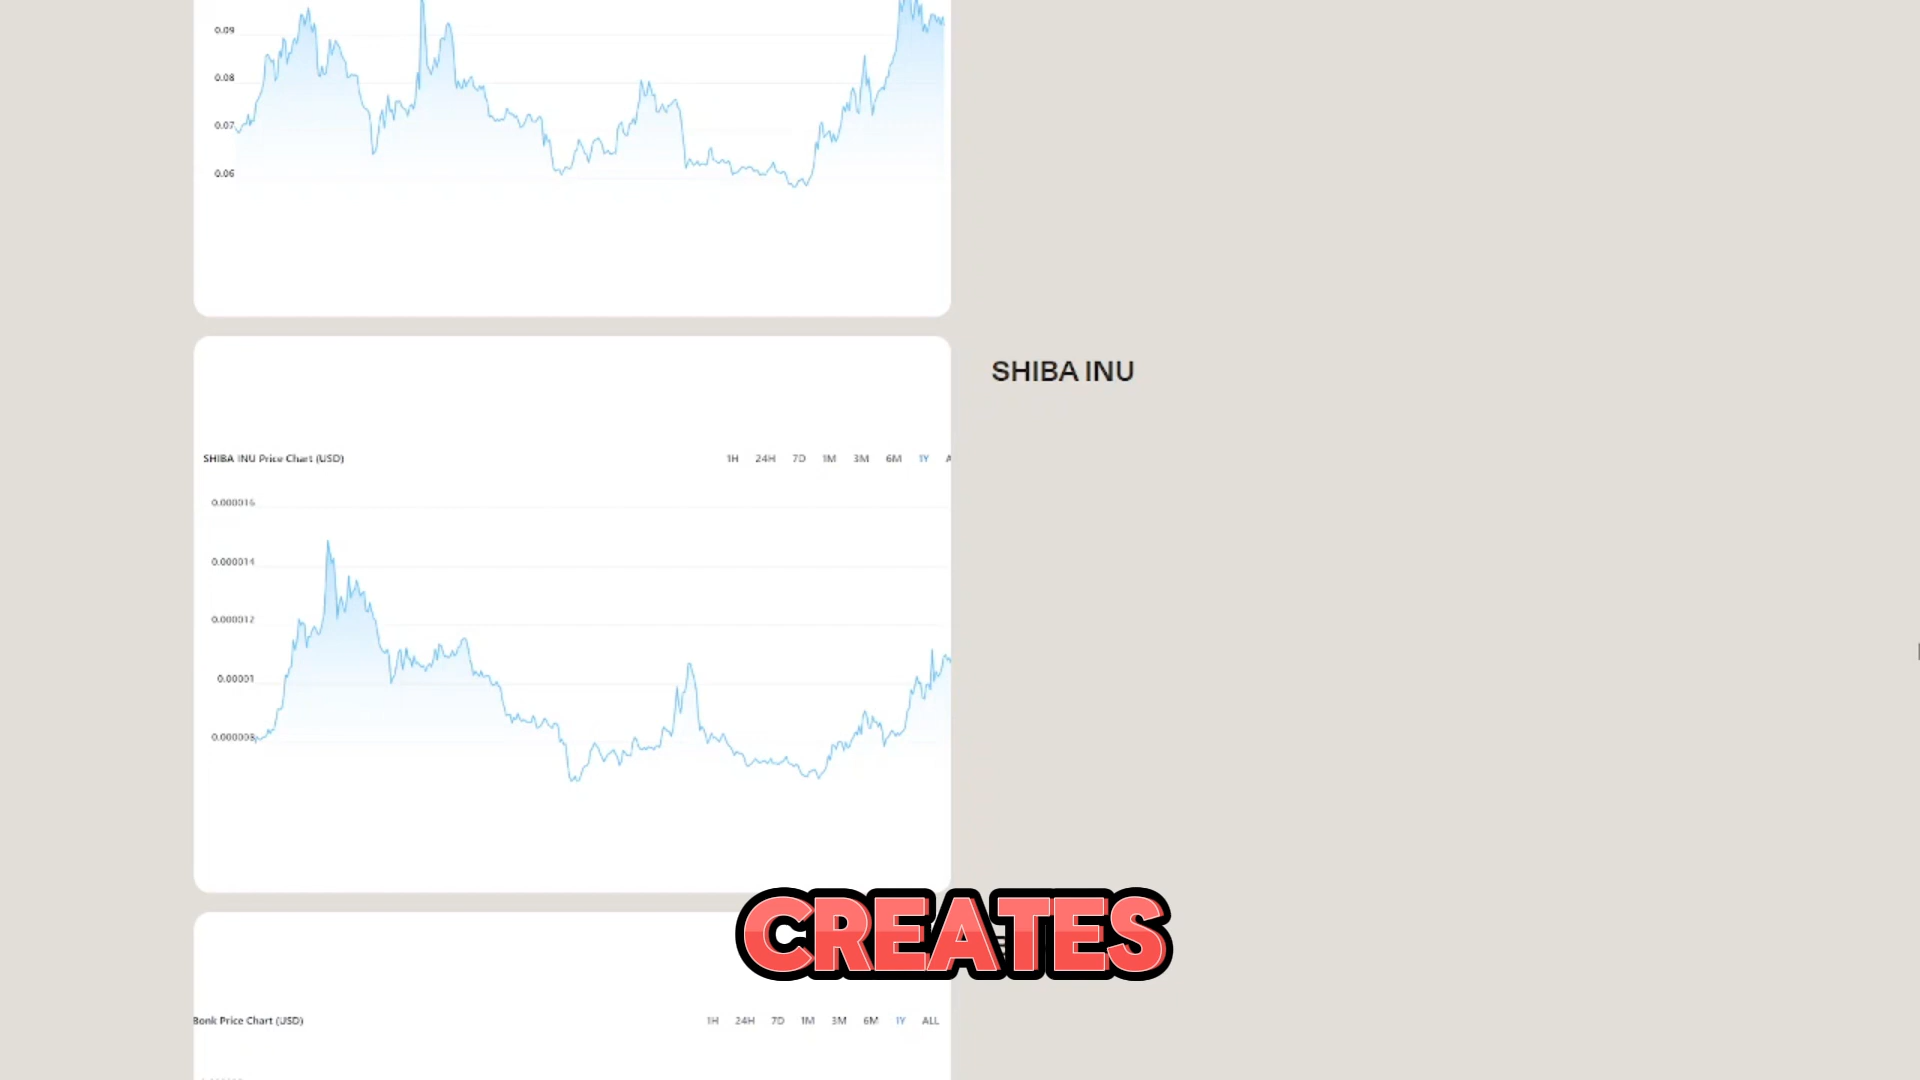 0.09
0.08
0.07
0.06
SHIBA INU
SHIBA INU Price Chart (USD)
1H 24H 7D 1M 3M 6M 1Y
0.000016
0.000014
0.000012
0.00001
0.000008
CREATES
Bonk Price Chart (USD)
1H 24H 7D 1M 3M 6M 1Y ALL